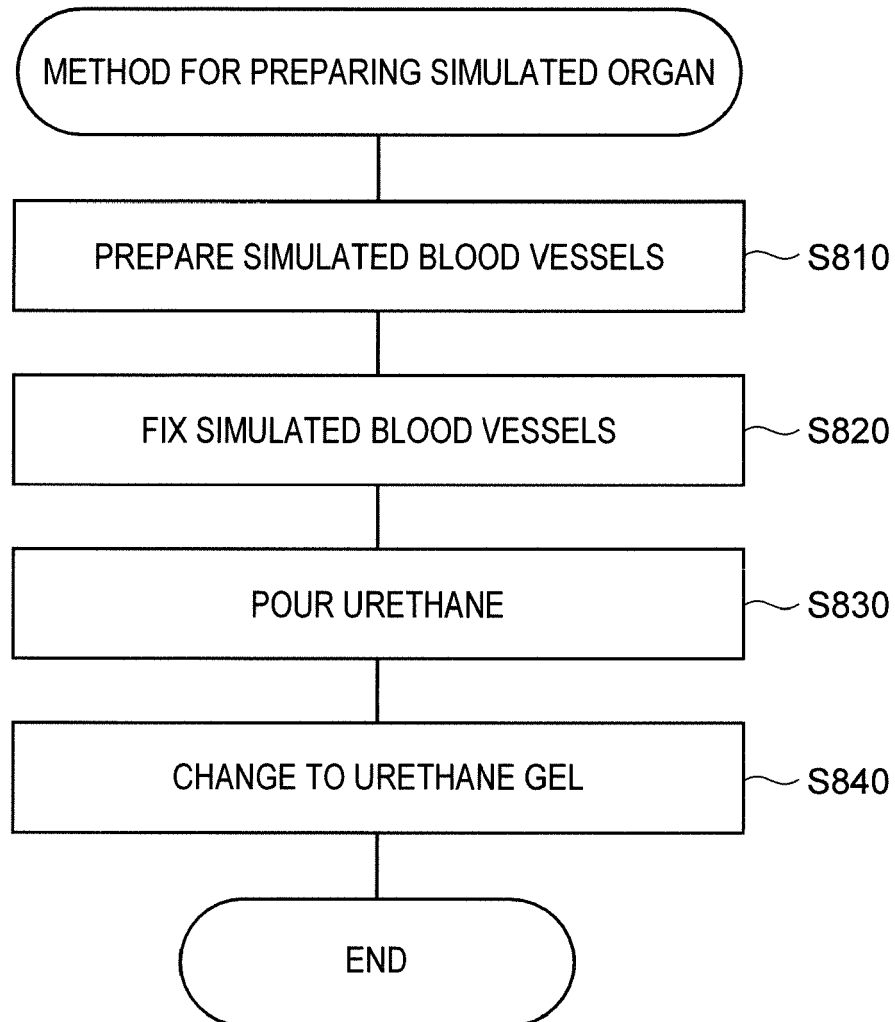 METHOD FOR PREPARING SIMULATED ORGAN
PREPARE SIMULATED BLOOD VESSELS
S810
FIX SIMULATED BLOOD VESSELS
S820
POUR URETHANE
S830
CHANGE TO URETHANE GEL
S840
END